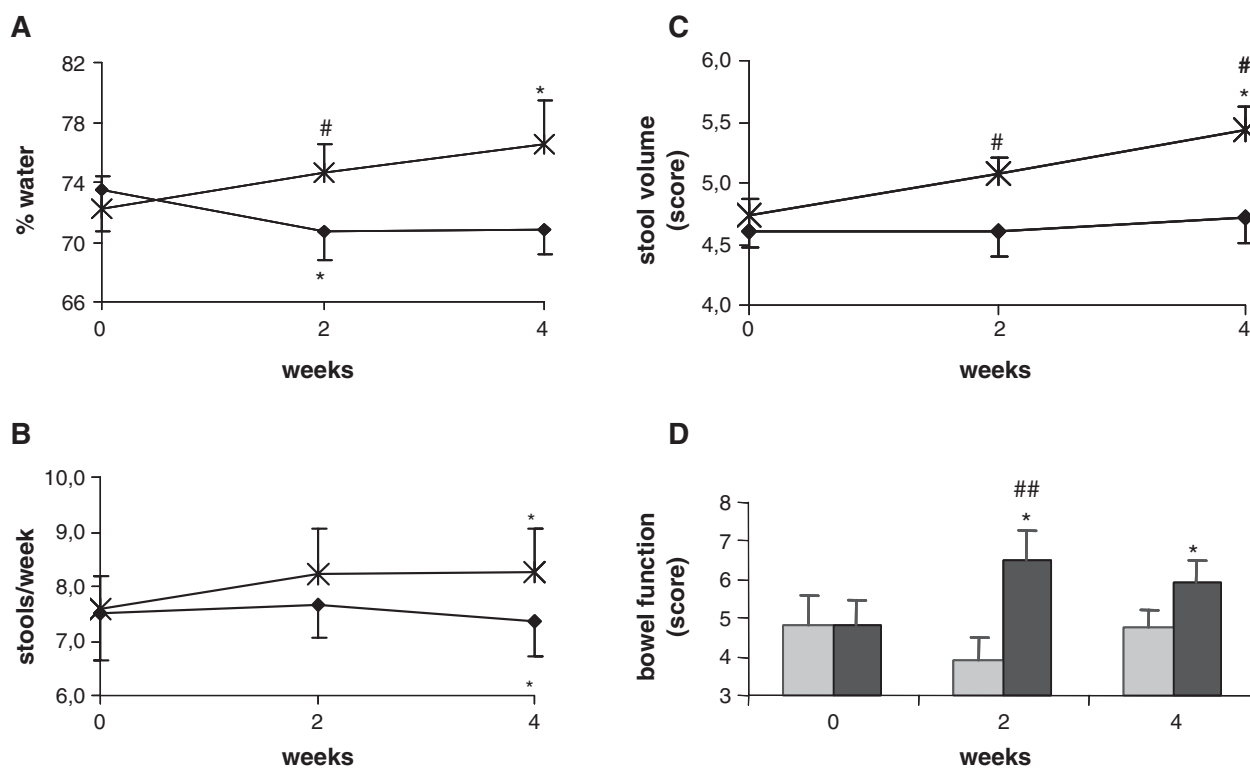 A
82
78
74
70
66
% water
#
*
*
0 2 4
weeks
C
6,0
5,5
5,0
4,5
4,0
stool volume
(score)
#
#
*
0 2 4
weeks
B
10,0
9,0
8,0
7,0
6,0
stools/week
*
*
0 2 4
weeks
D
8
7
6
5
4
3
bowel function
(score)
##
*
*
0 2 4
weeks